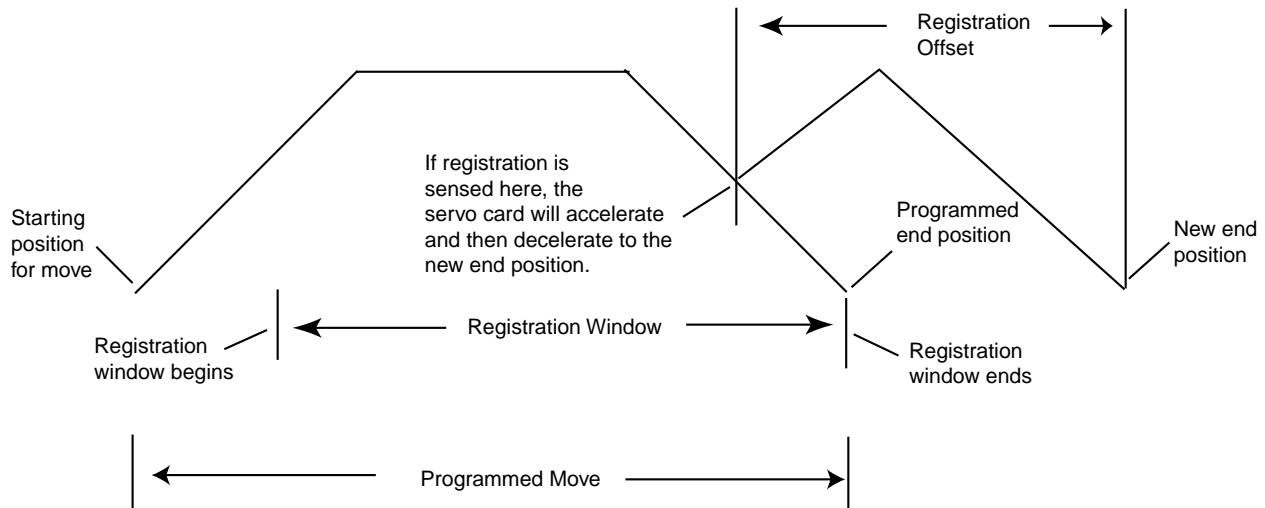 Registration
Offset
If registration is
sensed here, the
servo card will accelerate
and then decelerate to the
new end position.
Starting
position
for move
Programmed
end position
New end
position
Registration Window
Registration
window begins
Registration
window ends
Programmed Move